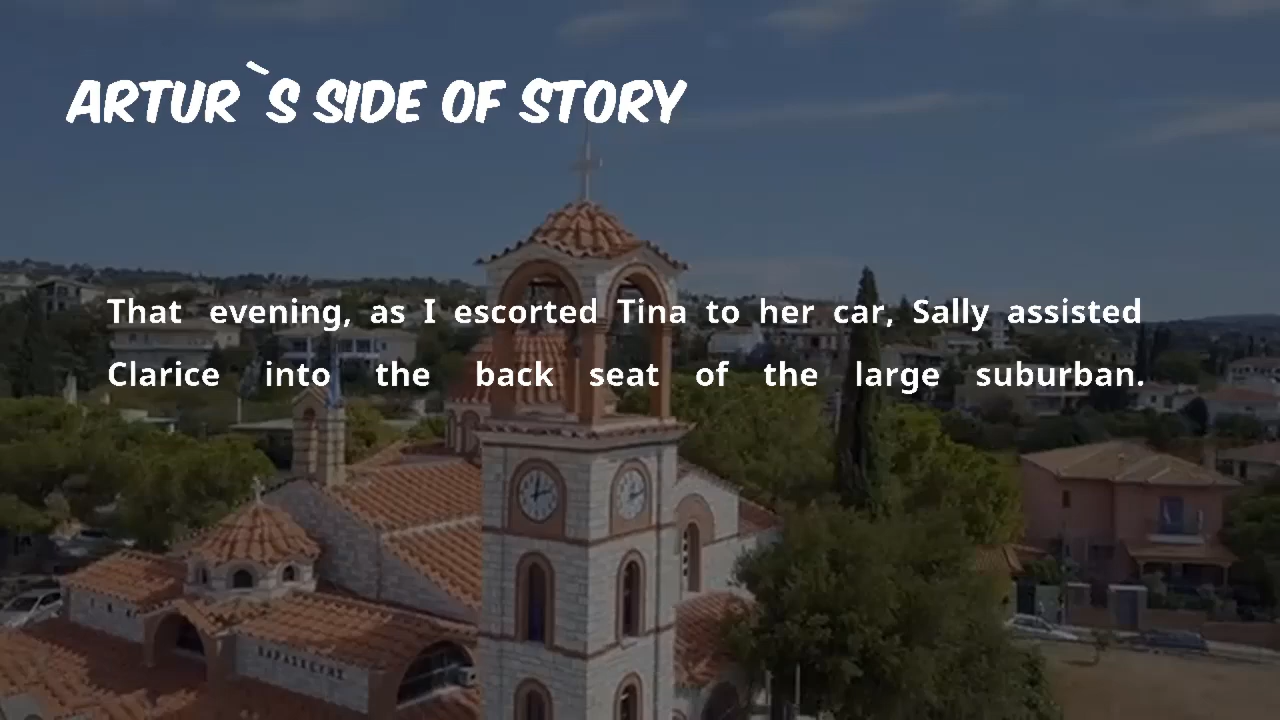 ARTUR`S SIDE OF STORY
That evening, as I escorted Tina to her car, Sally assisted
Clarice into the back seat of the large suburban.
ΠΑΡΑΣΚΕΥΗΣ